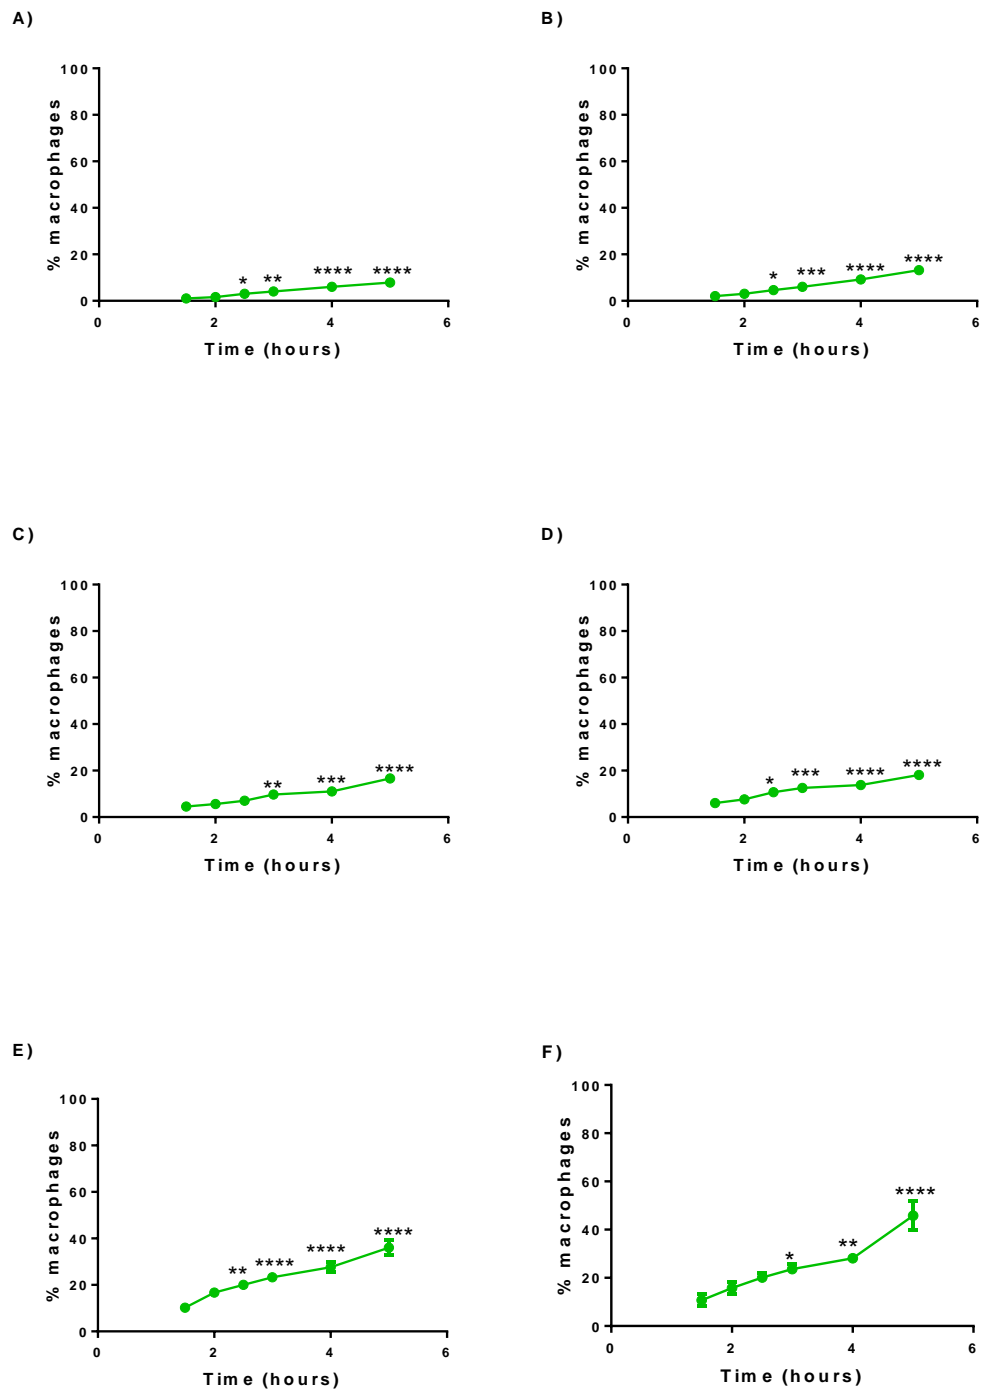 A)
% macrophages
100
80
60
40
20
0
* ** **** ****
0 2 4 6
Time (hours)
B)
% macrophages
100
80
60
40
20
0
* *** **** ****
0 2 4 6
Time (hours)
C)
% macrophages
100
80
60
40
20
0
** *** ****
0 2 4 6
Time (hours)
D)
% macrophages
100
80
60
40
20
0
* *** **** ****
0 2 4 6
Time (hours)
E)
% macrophages
100
80
60
40
20
0
** **** **** ****
0 2 4 6
Time (hours)
F)
% macrophages
100
80
60
40
20
0
* ** ****
0 2 4 6
Time (hours)